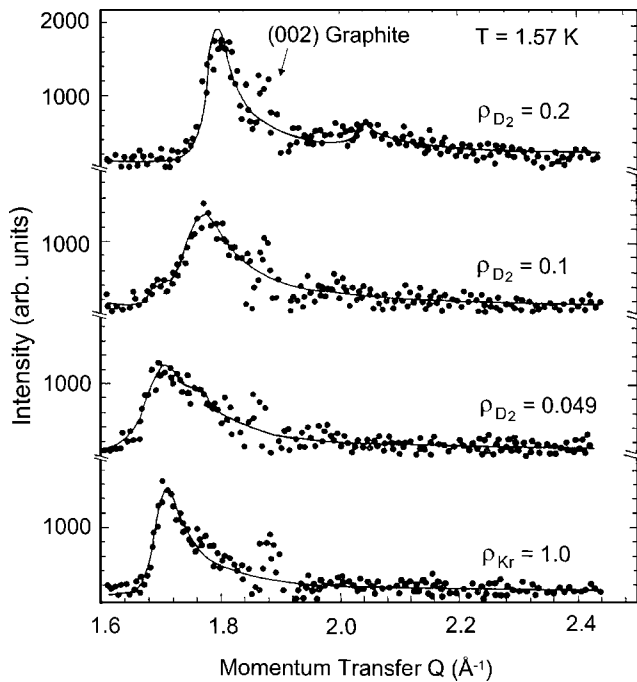 2000
(002) Graphite
T = 1.57 K
1000
ρD2 = 0.2
1000
ρD2 = 0.1
1000
ρD2 = 0.049
1000
ρKr = 1.0
Intensity (arb. units)
1.6 1.8 2.0 2.2 2.4
Momentum Transfer Q (Å-1)